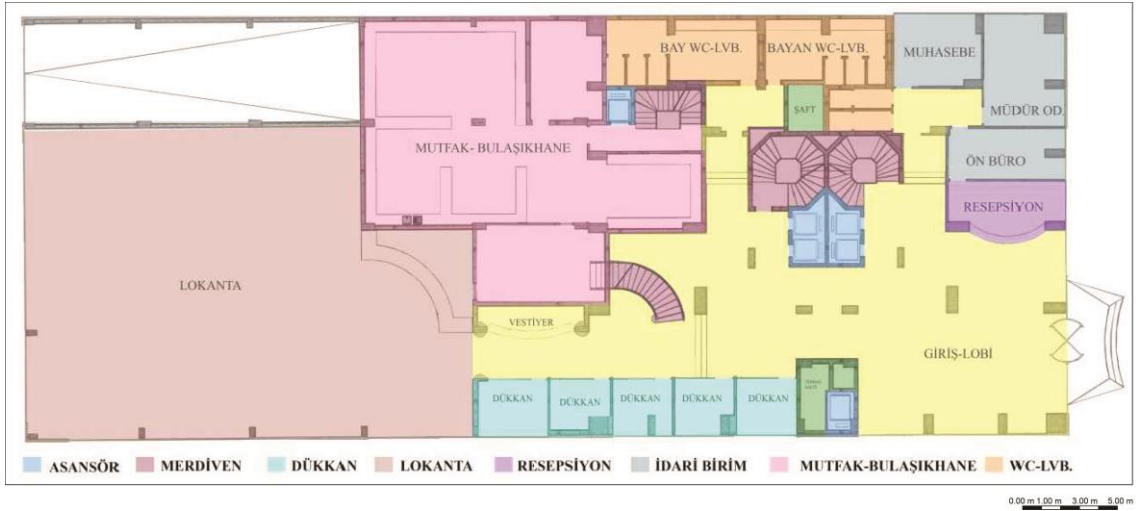 BAY WC-LVB.
BAYAN WC-LVB.
MUHASEBE
ŞAFT
MÜDÜR OD.
MUTFAK- BULAŞIKHANE
ÖN BÜRO
RESEPSİYON
LOKANTA
VESTİYER
GİRİŞ-LOBİ
DÜKKAN
DÜKKAN
DÜKKAN
DÜKKAN
DÜKKAN
ASANSÖR MERDİVEN DÜKKAN LOKANTA RESEPSİYON İDARİ BİRİM MUTFAK-BULAŞIKHANE WC-LVB.
0.00 m 1.00 m 3.00 m 5.00 m